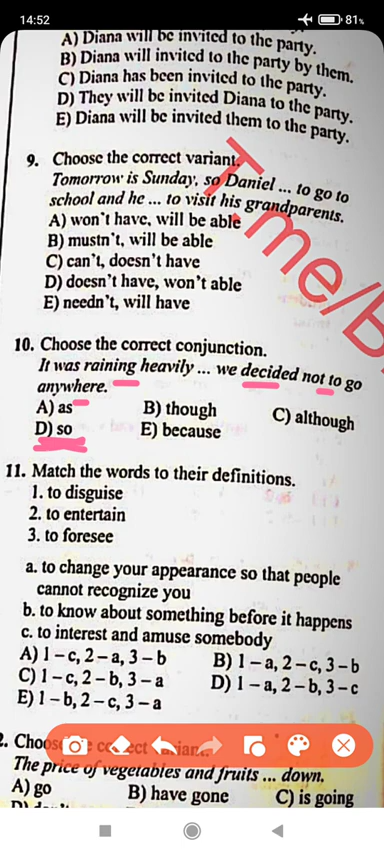 14:52
81%
A) Diana will be invited to the party.
B) Diana will invited to the party by them.
C) Diana has been invited to the party.
D) They will be invited Diana to the party.
E) Diana will be invited them to the party.
9. Choose the correct variant.
Tomorrow is Sunday, so Daniel ... to go to
school and he ... to visit his grandparents.
A) won't have, will be able
B) mustn't, will be able
C) can't, doesn't have
D) doesn't have, won't able
E) needn't, will have
T.me/B
10. Choose the correct conjunction.
It was raining heavily ... we decided not to go
anywhere.
A) as B) though C) although
D) so E) because
11. Match the words to their definitions.
1. to disguise
2. to entertain
3. to foresee
a. to change your appearance so that people
cannot recognize you
b. to know about something before it happens
c. to interest and amuse somebody
A) 1 – c, 2 – a, 3 – b B) 1 – a, 2 – c, 3 – b
C) 1 – c, 2 – b, 3 – a D) 1 – a, 2 – b, 3 – c
E) 1 – b, 2 – c, 3 – a
The price of vegetables and fruits ... down.
A) go B) have gone C) is going